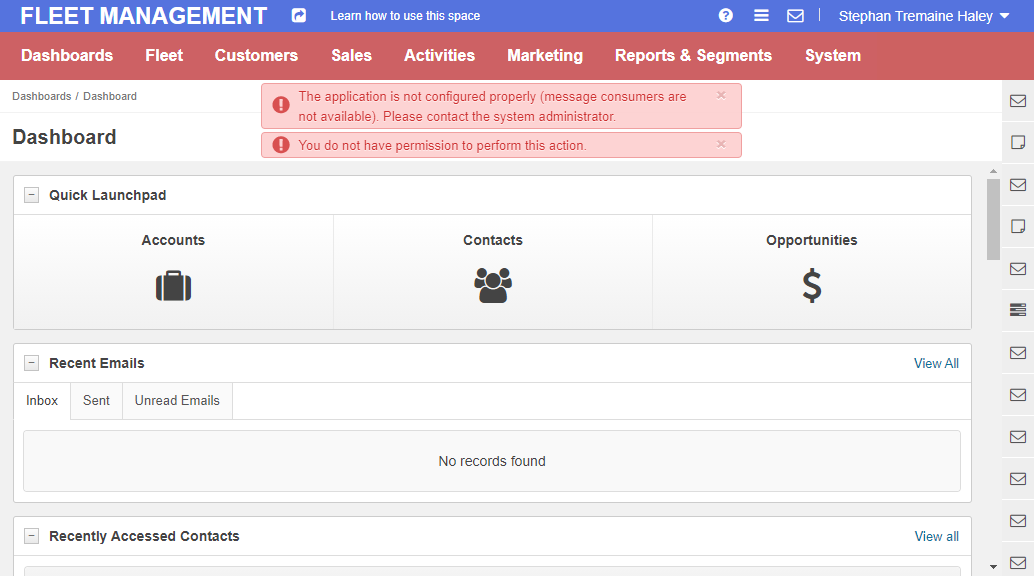 FLEET MANAGEMENT
Learn how to use this space
Stephan Tremaine Haley
Dashboards
Fleet
Customers
Sales
Activities
Marketing
Reports & Segments
System
Dashboards / Dashboard
The application is not configured properly (message consumers are
not available). Please contact the system administrator.
You do not have permission to perform this action.
Dashboard
Quick Launchpad
Accounts
Contacts
Opportunities
Recent Emails
View All
Inbox
Sent
Unread Emails
No records found
Recently Accessed Contacts
View all